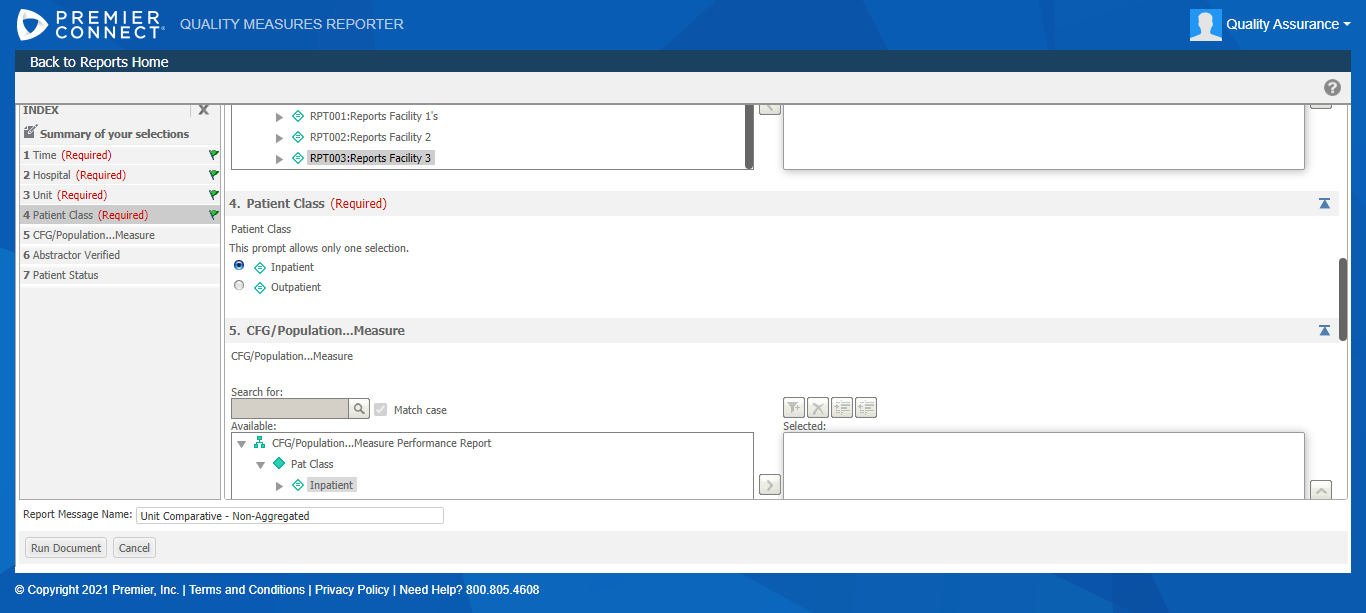 PREMIER CONNECT®
QUALITY MEASURES REPORTER
Quality Assurance
Back to Reports Home
?
INDEX X
Summary of your selections
1 Time (Required)
2 Hospital (Required)
3 Unit (Required)
4 Patient Class (Required)
5 CFG/Population...Measure
6 Abstractor Verified
7 Patient Status
RPT001:Reports Facility 1's
RPT002:Reports Facility 2
RPT003:Reports Facility 3
4. Patient Class (Required)
Patient Class
This prompt allows only one selection.
Inpatient
Outpatient
5. CFG/Population...Measure
CFG/Population...Measure
Search for:
Match case
Available:
Selected:
CFG/Population...Measure Performance Report
Pat Class
Inpatient
Report Message Name: Unit Comparative - Non-Aggregated
Run Document Cancel
© Copyright 2021 Premier, Inc. | Terms and Conditions | Privacy Policy | Need Help? 800.805.4608